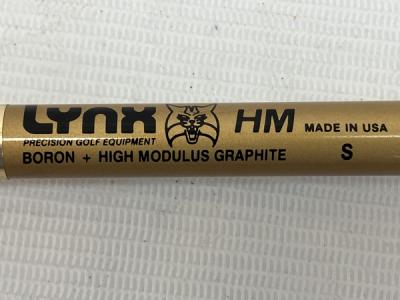 LYNX HM MADE IN USA
PRECISION GOLF EQUIPMENT
BORON + HIGH MODULUS GRAPHITE S